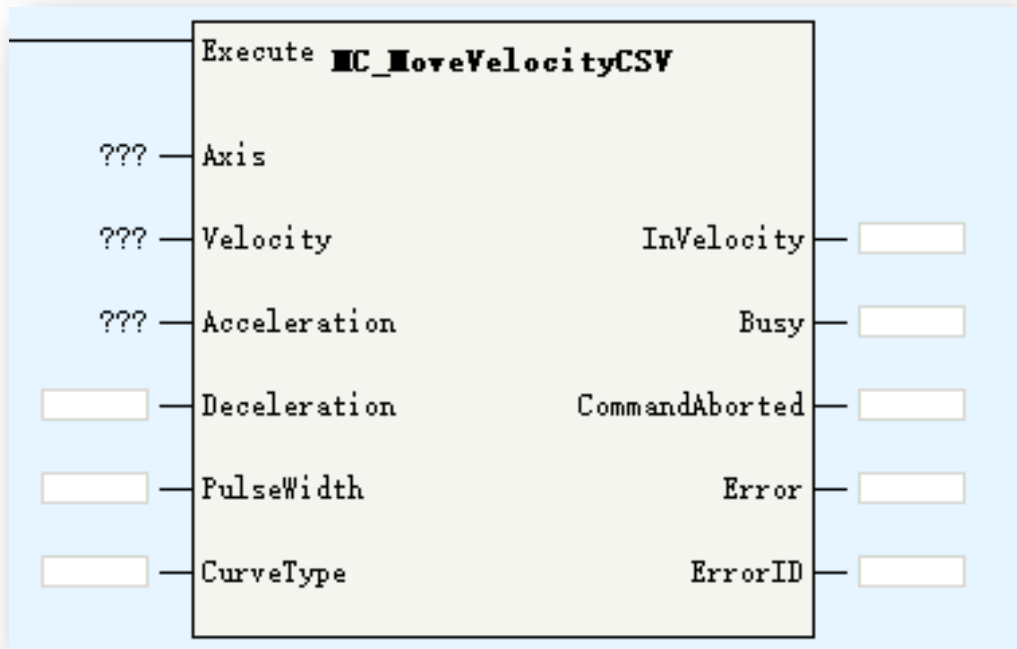 Execute MC_MoveVelocityCSV
??? Axis
??? Velocity InVelocity
??? Acceleration Busy
Deceleration CommandAborted
PulseWidth Error
CurveType ErrorID